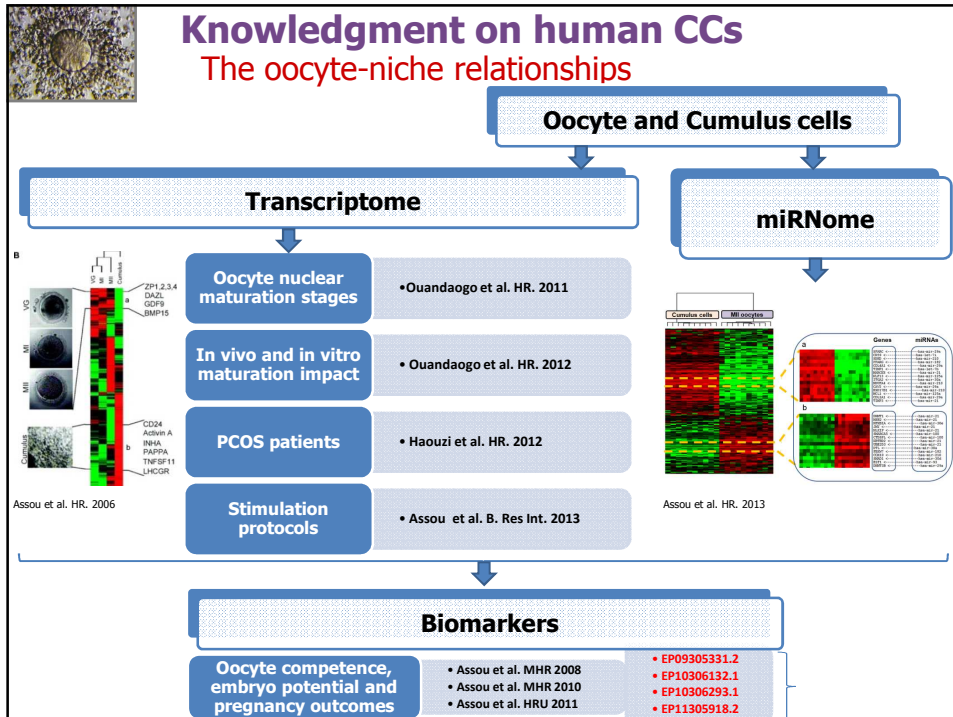 Knowledgment on human CCs
The oocyte-niche relationships
Oocyte and Cumulus cells
Transcriptome
miRNome
B
VG
MI
MII
Cumulus
VG
MI
MII
Cumulus
ZP1,2,3,4
DAZL
GDF9
BMP15
a
CD24
Activin A
INHA
PAPPA
TNFSF11
LHCGR
b
Assou et al. HR. 2006
Oocyte nuclear
maturation stages
•Ouandaogo et al. HR. 2011
In vivo and in vitro
maturation impact
• Ouandaogo et al. HR. 2012
PCOS patients
• Haouzi et al. HR. 2012
Stimulation
protocols
• Assou et al. B. Res Int. 2013
Cumulus cells
MII oocytes
Genes
miRNAs
a
b
Assou et al. HR. 2013
Biomarkers
Oocyte competence,
embryo potential and
pregnancy outcomes
• Assou et al. MHR 2008
• Assou et al. MHR 2010
• Assou et al. HRU 2011
• EP09305331.2
• EP10306132.1
• EP10306293.1
• EP11305918.2